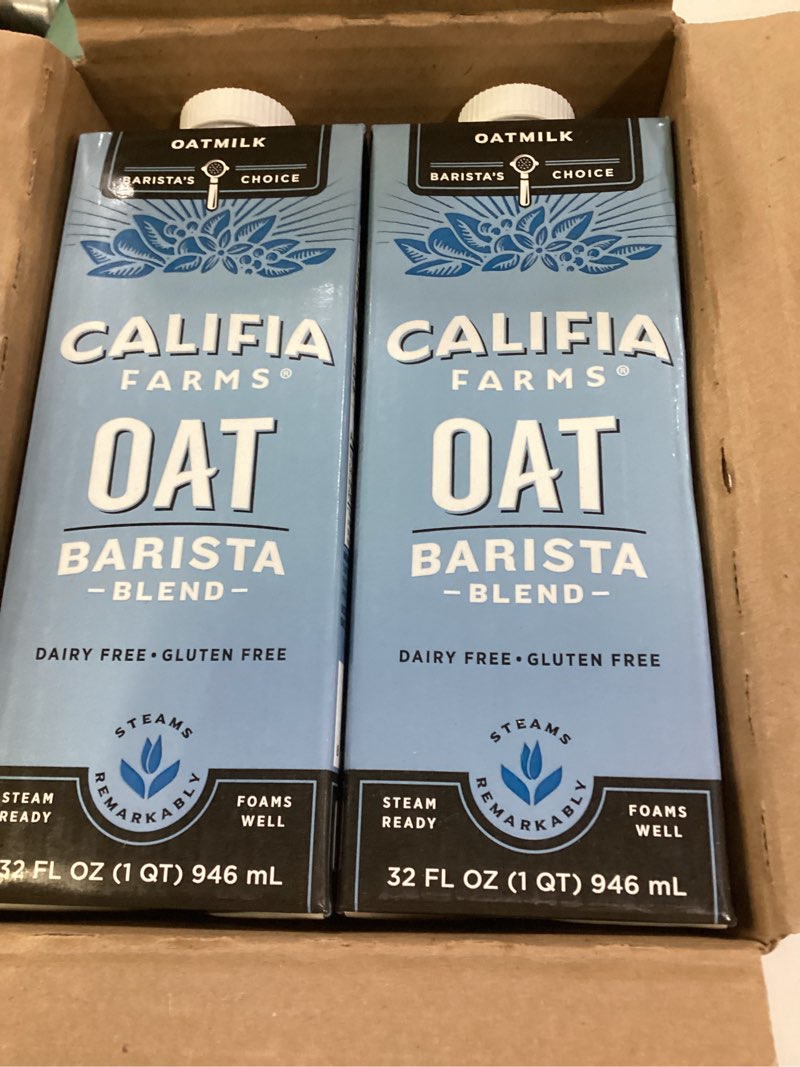 OATMILK
BARISTA'S CHOICE
CALIFIA
FARMS®
OAT
BARISTA
–BLEND–
DAIRY FREE • GLUTEN FREE
STEAMS
REMARKABLY
STEAM
READY
FOAMS
WELL
32 FL OZ (1 QT) 946 mL
OATMILK
BARISTA'S CHOICE
CALIFIA
FARMS®
OAT
BARISTA
–BLEND–
DAIRY FREE • GLUTEN FREE
STEAMS
REMARKABLY
STEAM
READY
FOAMS
WELL
32 FL OZ (1 QT) 946 mL